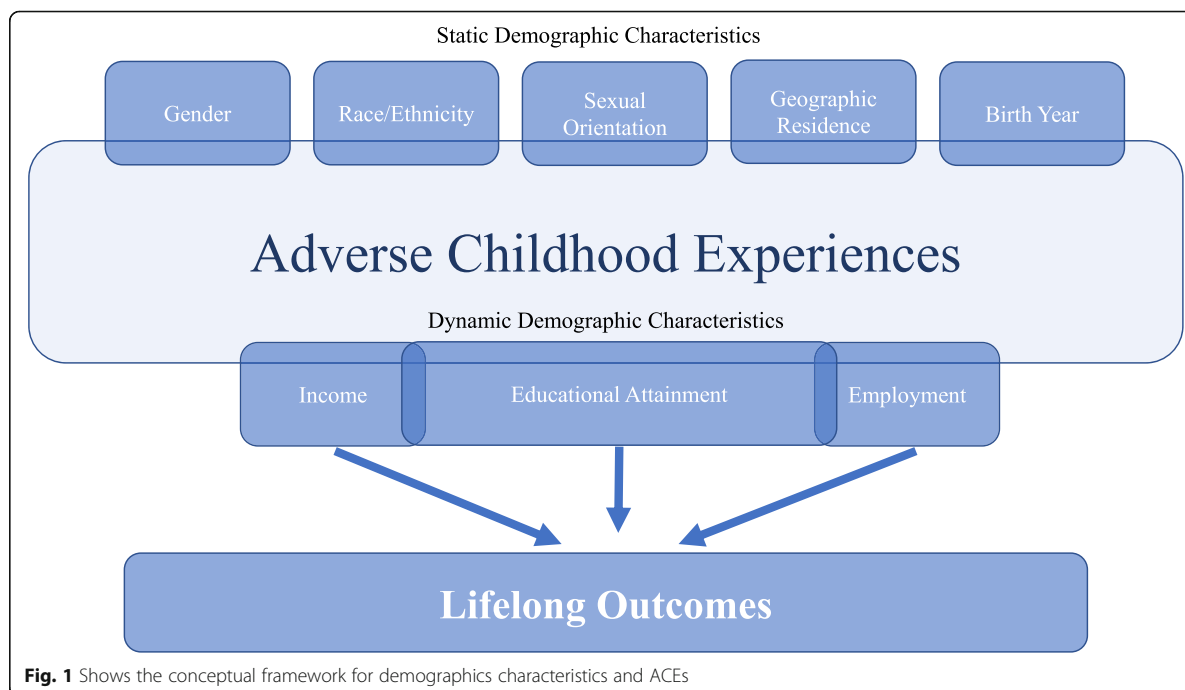 Static Demographic Characteristics
Gender
Race/Ethnicity
Sexual
Orientation
Geographic
Residence
Birth Year
Adverse Childhood Experiences
Dynamic Demographic Characteristics
Income
Educational Attainment
Employment
Lifelong Outcomes
Fig. 1 Shows the conceptual framework for demographics characteristics and ACEs